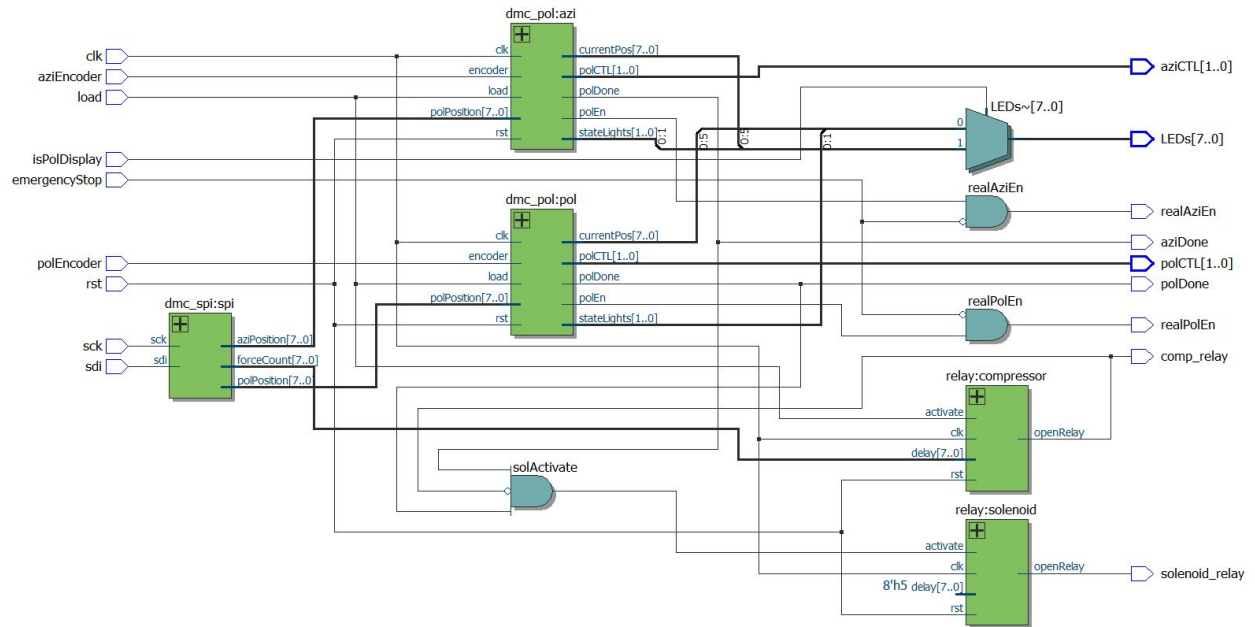 dmc_pol:azi
clk
aziEncoder
load
isPolDisplay
emergencyStop
polEncoder
rst
sck
sdi
clk
encoder
load
polPosition[7..0]
rst
currentPos[7..0]
polCTL[1..0]
polDone
polEn
stateLights[1..0]
0:1
0:5
0:5
0:1
LEDs~[7..0]
0
1
aziCTL[1..0]
LEDs[7..0]
realAziEn
realAziEn
aziDone
polCTL[1..0]
polDone
realPolEn
realPolEn
comp_relay
dmc_pol:pol
clk
encoder
load
polPosition[7..0]
rst
currentPos[7..0]
polCTL[1..0]
polDone
polEn
stateLights[1..0]
dmc_spi:spi
sck
sdi
aziPosition[7..0]
forceCount[7..0]
polPosition[7..0]
solActivate
relay:compressor
activate
clk
delay[7..0]
rst
openRelay
relay:solenoid
activate
clk
8'h5 delay[7..0]
rst
openRelay
solenoid_relay